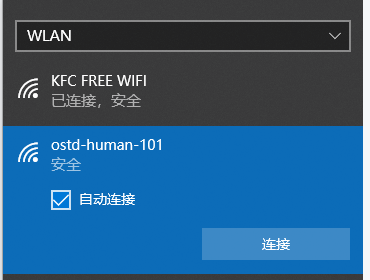 WLAN
KFC FREE WIFI
已连接，安全
ostd-human-101
安全
自动连接
连接